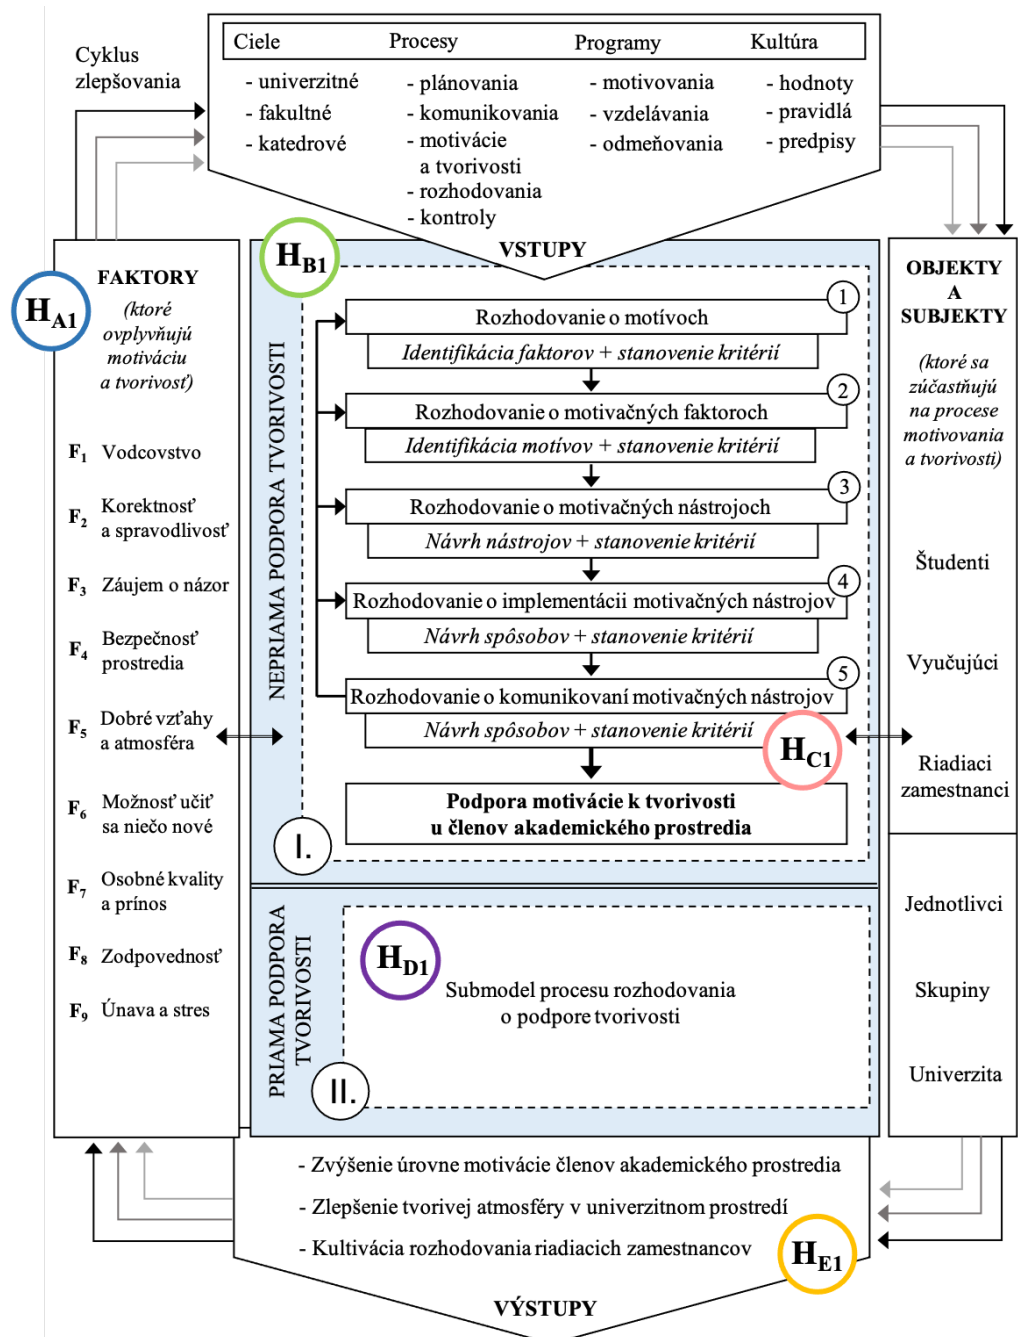 Cyklus
zlepšovania
Ciele
- univerzitné
- fakultné
- katedrové
Procesy
- plánovania
- komunikovania
- motivácie
a tvorivosti
- rozhodovania
- kontroly
Programy
- motivovania
- vzdelávania
- odmeňovania
Kultúra
- hodnoty
- pravidlá
- predpisy
VSTUPY
HA1
FAKTORY
(ktoré
ovplyvňujú
motiváciu
a tvorivosť)
F1 Vodcovstvo
F2 Korektnosť
a spravodlivosť
F3 Záujem o názor
F4 Bezpečnosť
prostredia
F5 Dobré vzťahy
a atmosféra
F6 Možnosť učiť
sa niečo nové
F7 Osobné kvality
a prínos
F8 Zodpovednosť
F9 Únava a stres
HB1
NEPRIAMA PODPORA TVORIVOSTI
1
Rozhodovanie o motívoch
Identifikácia faktorov + stanovenie kritérií
2
Rozhodovanie o motivačných faktoroch
Identifikácia motívov + stanovenie kritérií
3
Rozhodovanie o motivačných nástrojoch
Návrh nástrojov + stanovenie kritérií
4
Rozhodovanie o implementácii motivačných nástrojov
Návrh spôsobov + stanovenie kritérií
5
Rozhodovanie o komunikovaní motivačných nástrojov
Návrh spôsobov + stanovenie kritérií
HC1
Podpora motivácie k tvorivosti
u členov akademického prostredia
I.
PRIAMA PODPORA
TVORIVOSTI
HD1
Submodel procesu rozhodovania
o podpore tvorivosti
II.
OBJEKTY
A
SUBJEKTY
(ktoré sa
zúčastňujú
na procese
motivovania
a tvorivosti)
Študenti
Vyučujúci
Riadiaci
zamestnanci
Jednotlivci
Skupiny
Univerzita
- Zvýšenie úrovne motivácie členov akademického prostredia
- Zlepšenie tvorivej atmosféry v univerzitnom prostredí
- Kultivácia rozhodovania riadiacich zamestnancov
HE1
VÝSTUPY